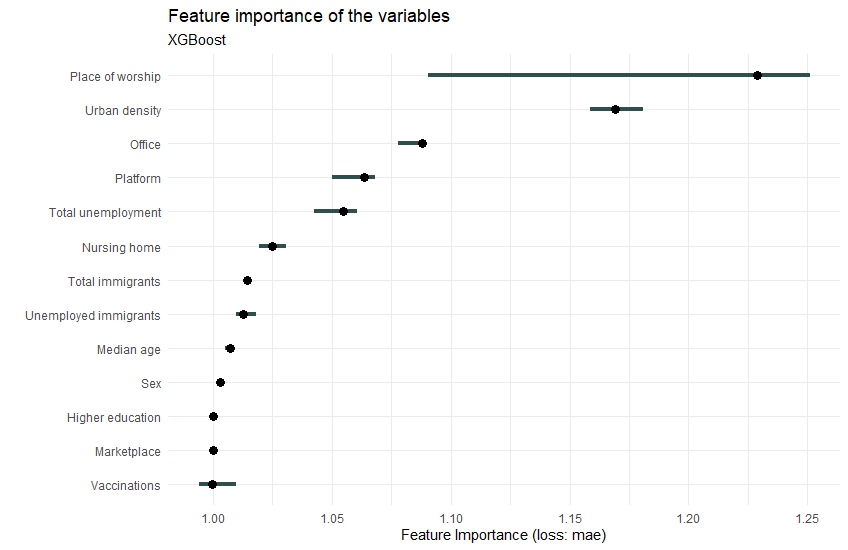 Feature importance of the variables
XGBoost
Place of worship
Urban density
Office
Platform
Total unemployment
Nursing home
Total immigrants
Unemployed immigrants
Median age
Sex
Higher education
Marketplace
Vaccinations
1.00 1.05 1.10 1.15 1.20 1.25
Feature Importance (loss: mae)